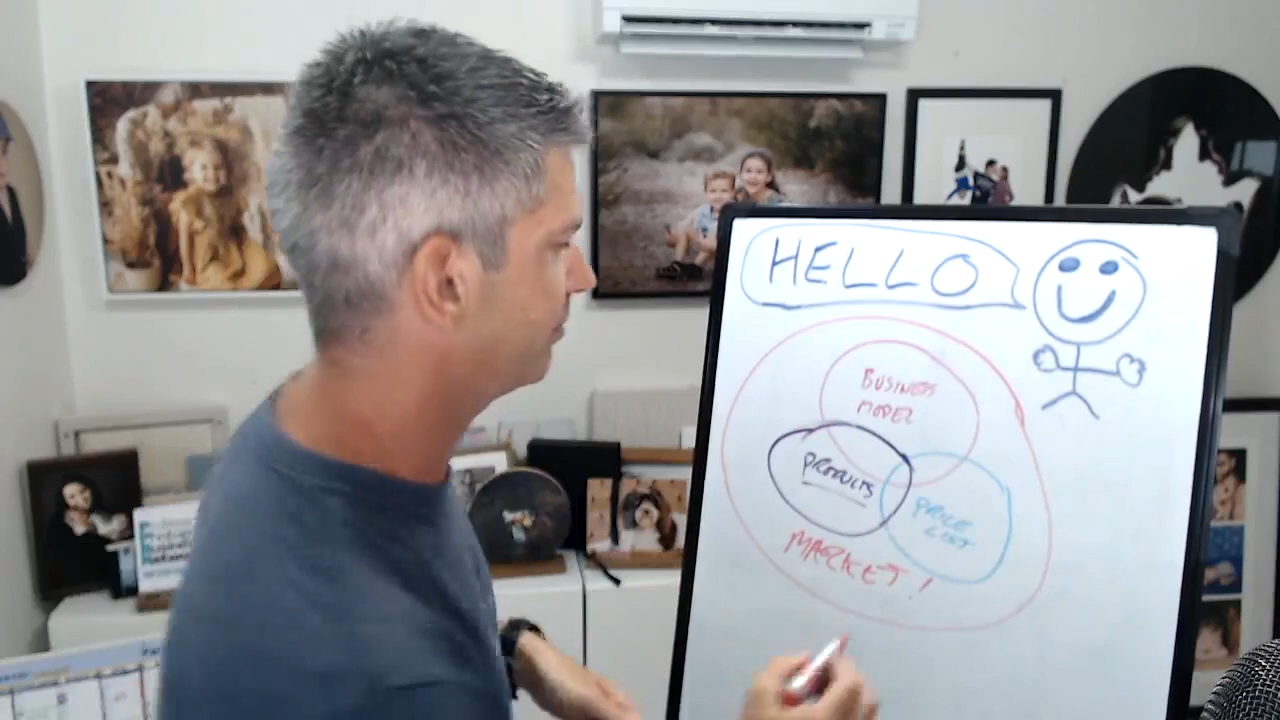 HELLO
BUSINESS
MODEL
PRODUCTS
PRICE
LIST
MARKET!